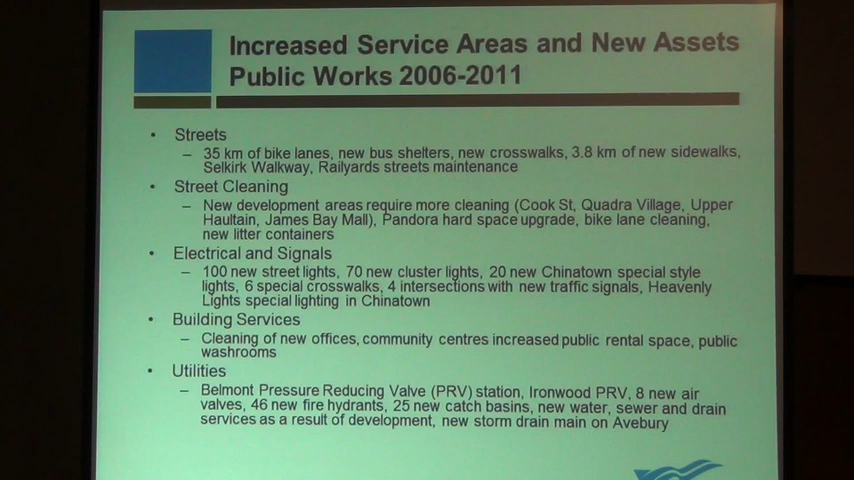 Increased Service Areas and New Assets
Public Works 2006-2011
• Streets
– 35 km of bike lanes, new bus shelters, new crosswalks, 3.8 km of new sidewalks,
Selkirk Walkway, Railyards streets maintenance
• Street Cleaning
– New development areas require more cleaning (Cook St, Quadra Village, Upper
Haultain, James Bay Mall), Pandora hard space upgrade, bike lane cleaning,
new litter containers
• Electrical and Signals
– 100 new street lights, 70 new cluster lights, 20 new Chinatown special style
lights, 6 special crosswalks, 4 intersections with new traffic signals, Heavenly
Lights special lighting in Chinatown
• Building Services
– Cleaning of new offices, community centres increased public rental space, public
washrooms
• Utilities
– Belmont Pressure Reducing Valve (PRV) station, Ironwood PRV, 8 new air
valves, 46 new fire hydrants, 25 new catch basins, new water, sewer and drain
services as a result of development, new storm drain main on Avebury